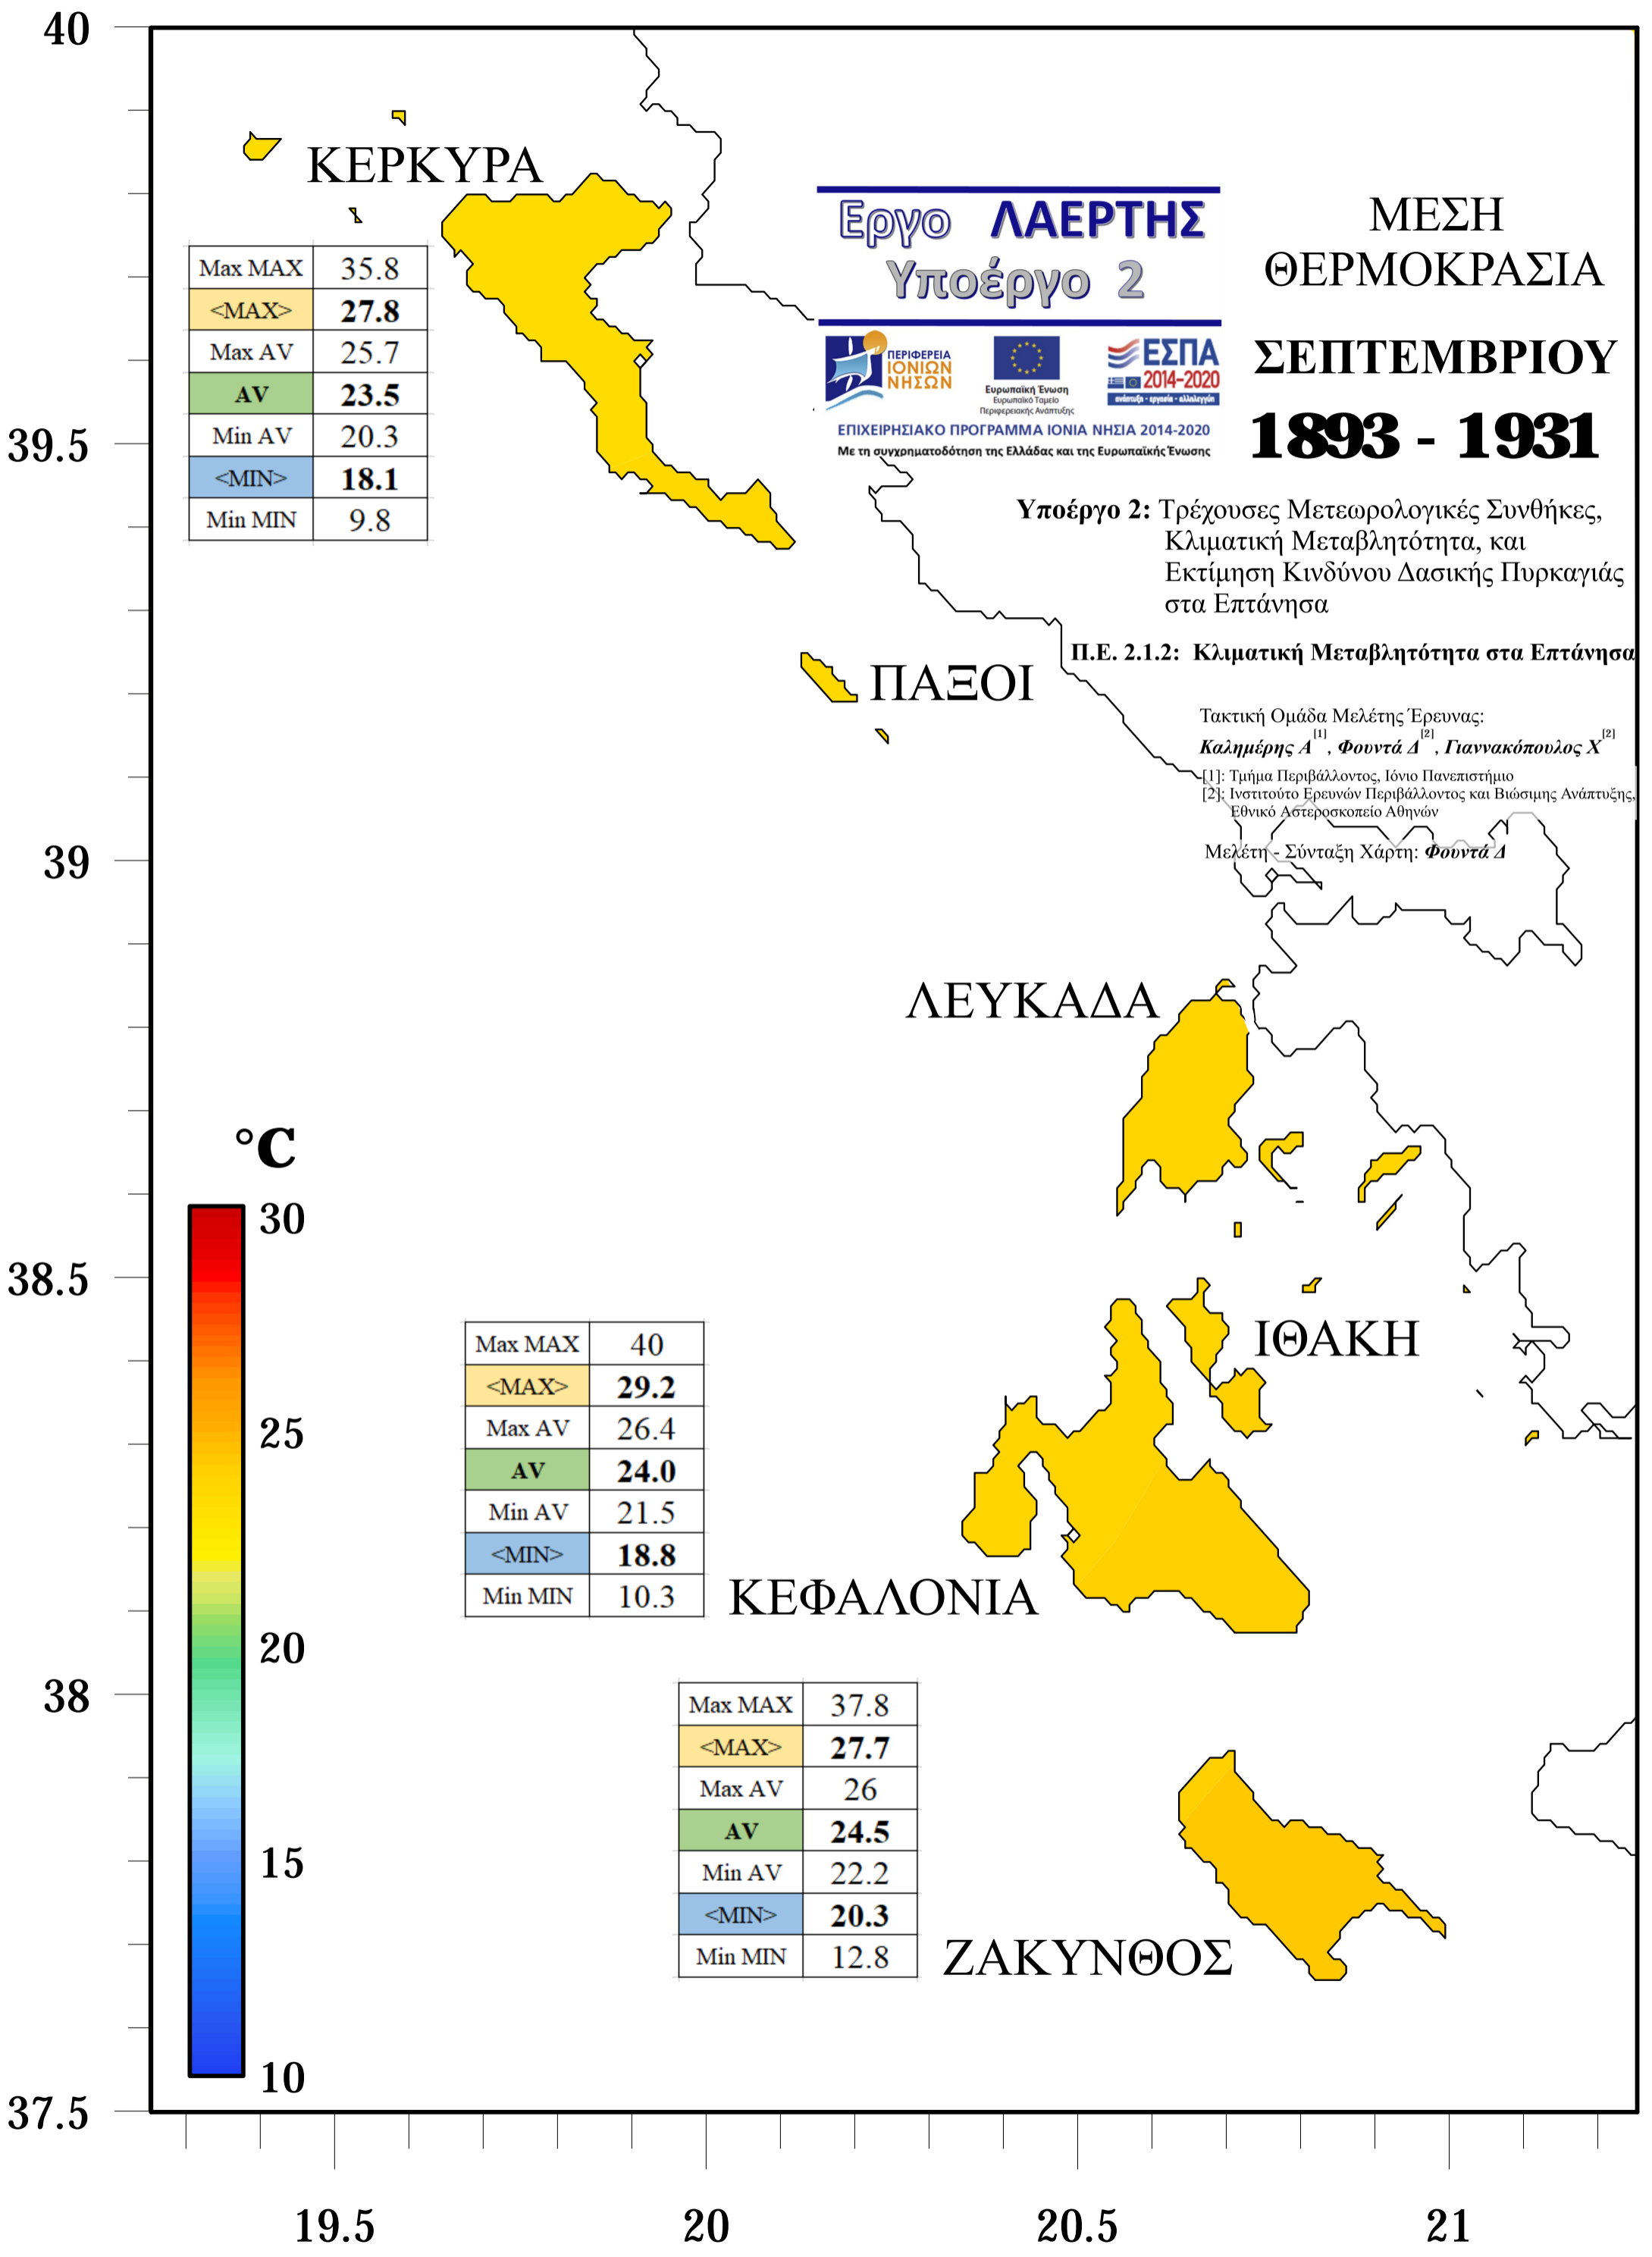 40
39.5
39
38.5
38
37.5
19.5
20
20.5
21
ΚΕΡΚΥΡΑ
Max MAX 35.8
<MAX> 27.8
Max AV 25.7
AV 23.5
Min AV 20.3
<MIN> 18.1
Min MIN 9.8
Εργο ΛΑΕΡΤΗΣ
Υποέργο 2
ΠΕΡΙΦΕΡΕΙΑ
ΙΟΝΙΩΝ
ΝΗΣΩΝ
Ευρωπαϊκή Ένωση
Ευρωπαϊκό Ταμείο
Περιφερειακής Ανάπτυξης
ΕΣΠΑ
2014-2020
ανάπτυξη - εργασία - αλληλεγγύη
ΕΠΙΧΕΙΡΗΣΙΑΚΟ ΠΡΟΓΡΑΜΜΑ ΙΟΝΙΑ ΝΗΣΙΑ 2014-2020
Με τη συγχρηματοδότηση της Ελλάδας και της Ευρωπαϊκής Ένωσης
ΜΕΣΗ
ΘΕΡΜΟΚΡΑΣΙΑ
ΣΕΠΤΕΜΒΡΙΟΥ
1893 - 1931
Υποέργο 2: Τρέχουσες Μετεωρολογικές Συνθήκες,
Κλιματική Μεταβλητότητα, και
Εκτίμηση Κινδύνου Δασικής Πυρκαγιάς
στα Επτάνησα
Π.Ε. 2.1.2: Κλιματική Μεταβλητότητα στα Επτάνησα
Τακτική Ομάδα Μελέτης Έρευνας:
Καλημέρης Α[1], Φουντά Δ[2], Γιαννακόπουλος Χ[2]
[1]: Τμήμα Περιβάλλοντος, Ιόνιο Πανεπιστήμιο
[2]: Ινστιτούτο Ερευνών Περιβάλλοντος και Βιώσιμης Ανάπτυξης,
Εθνικό Αστεροσκοπείο Αθηνών
Μελέτη - Σύνταξη Χάρτη: Φουντά Δ
ΠΑΞΟΙ
ΛΕΥΚΑΔΑ
°C
30
25
20
15
10
ΙΘΑΚΗ
Max MAX 40
<MAX> 29.2
Max AV 26.4
AV 24.0
Min AV 21.5
<MIN> 18.8
Min MIN 10.3
ΚΕΦΑΛΟΝΙΑ
Max MAX 37.8
<MAX> 27.7
Max AV 26
AV 24.5
Min AV 22.2
<MIN> 20.3
Min MIN 12.8
ΖΑΚΥΝΘΟΣ